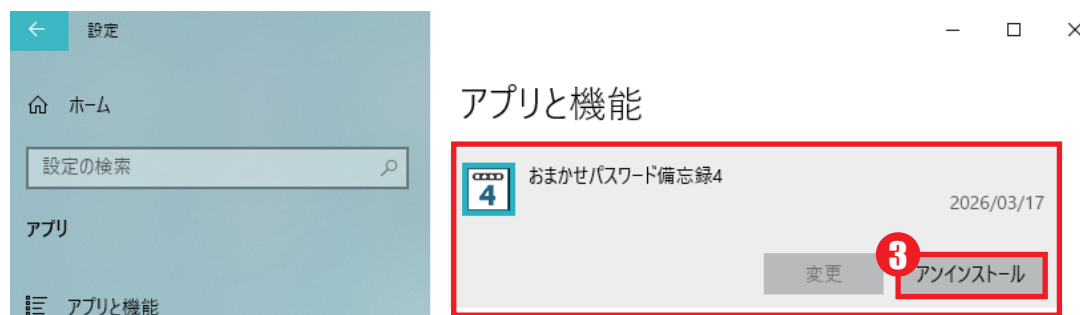 設定
ホーム
設定の検索
アプリ
アプリと機能
アプリと機能
4
おまかせパスワード備忘録4
2026/03/17
変更
3
アンインストール